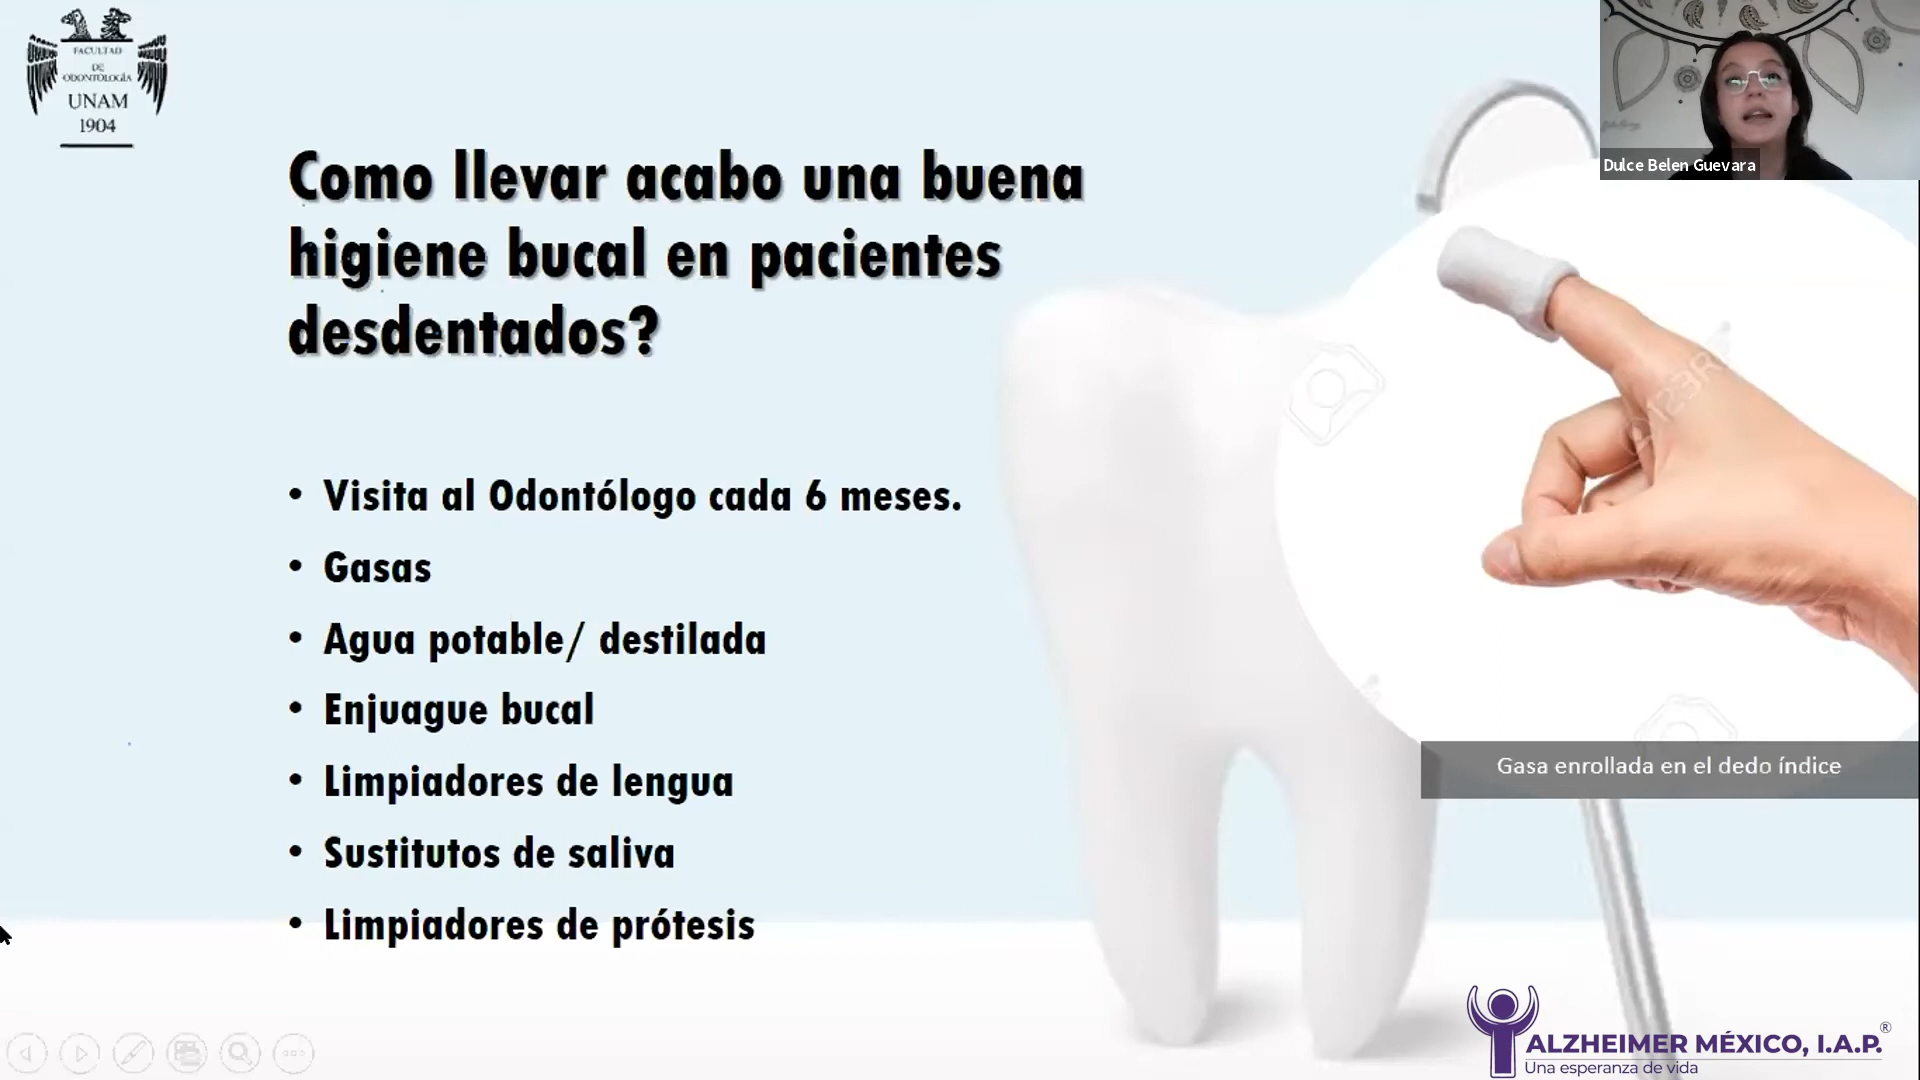 FACULTAD
DE
ODONTOLOGÍA
UNAM
1904
Dulce Belen Guevara
Como llevar acabo una buena
higiene bucal en pacientes
desdentados?
• Visita al Odontólogo cada 6 meses.
• Gasas
• Agua potable/ destilada
• Enjuague bucal
• Limpiadores de lengua
• Sustitutos de saliva
• Limpiadores de prótesis
123RF
Gasa enrollada en el dedo índice
ALZHEIMER MÉXICO, I.A.P.®
Una esperanza de vida